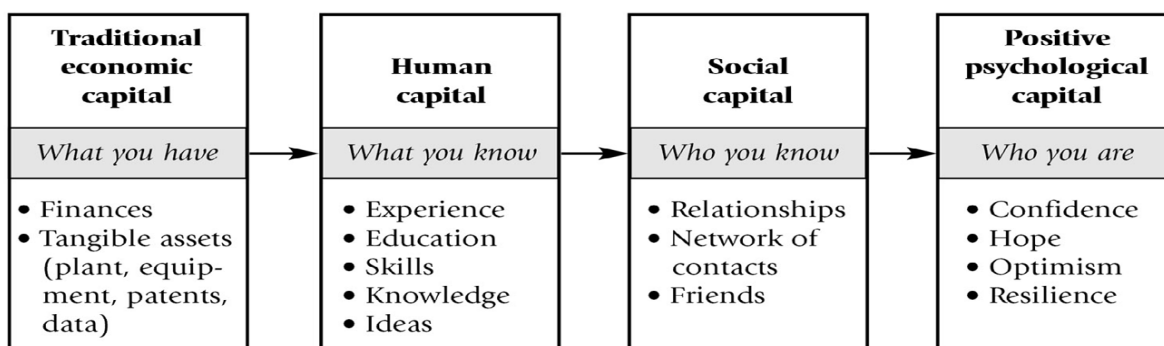 Traditional
economic
capital
What you have
• Finances
• Tangible assets
(plant, equip-
ment, patents,
data)
Human
capital
What you know
• Experience
• Education
• Skills
• Knowledge
• Ideas
Social
capital
Who you know
• Relationships
• Network of
contacts
• Friends
Positive
psychological
capital
Who you are
• Confidence
• Hope
• Optimism
• Resilience